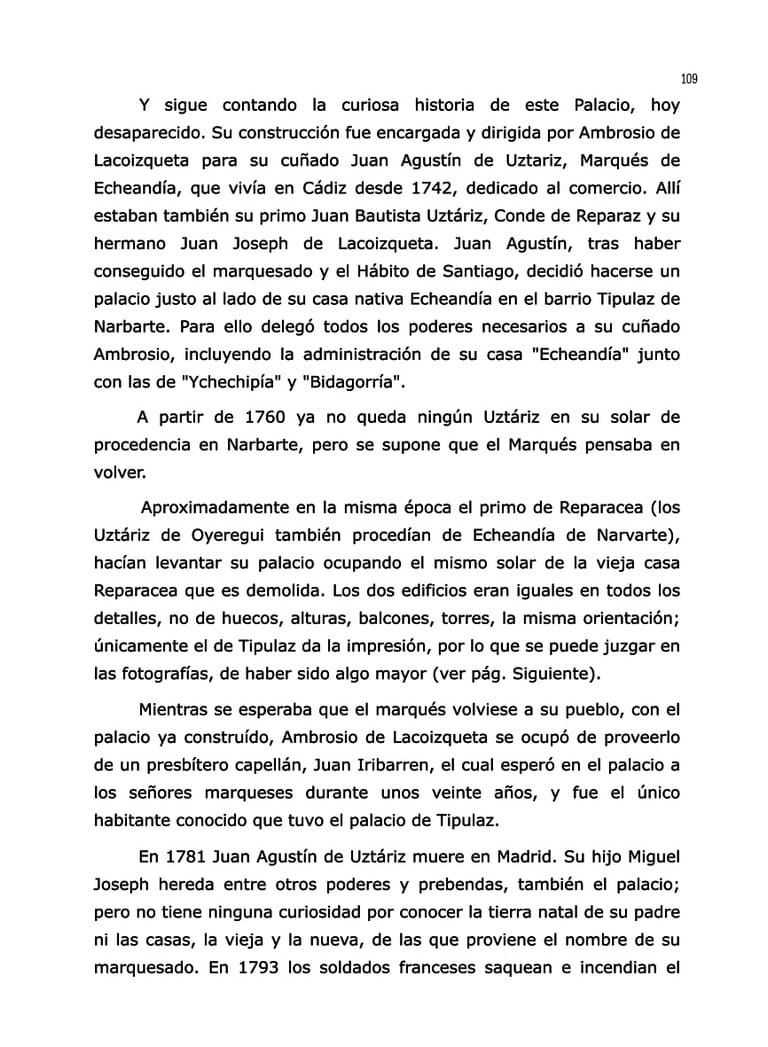 109
Y sigue contando la curiosa historia de este Palacio, hoy
desaparecido. Su construcción fue encargada y dirigida por Ambrosio de
Lacoizqueta para su cuñado Juan Agustín de Uztariz, Marqués de
Echeandía, que vivía en Cádiz desde 1742, dedicado al comercio. Allí
estaban también su primo Juan Bautista Uztáriz, Conde de Reparaz y su
hermano Juan Joseph de Lacoizqueta. Juan Agustín, tras haber
conseguido el marquesado y el Hábito de Santiago, decidió hacerse un
palacio justo al lado de su casa nativa Echeandía en el barrio Tipulaz de
Narbarte. Para ello delegó todos los poderes necesarios a su cuñado
Ambrosio, incluyendo la administración de su casa "Echeandía" junto
con las de "Ychechipía" y "Bidagorría".
A partir de 1760 ya no queda ningún Uztáriz en su solar de
procedencia en Narbarte, pero se supone que el Marqués pensaba en
volver.
Aproximadamente en la misma época el primo de Reparacea (los
Uztáriz de Oyeregui también procedían de Echeandía de Narvarte),
hacían levantar su palacio ocupando el mismo solar de la vieja casa
Reparacea que es demolida. Los dos edificios eran iguales en todos los
detalles, no de huecos, alturas, balcones, torres, la misma orientación;
únicamente el de Tipulaz da la impresión, por lo que se puede juzgar en
las fotografías, de haber sido algo mayor (ver pág. Siguiente).
Mientras se esperaba que el marqués volviese a su pueblo, con el
palacio ya construído, Ambrosio de Lacoizqueta se ocupó de proveerlo
de un presbítero capellán, Juan Iribarren, el cual esperó en el palacio a
los señores marqueses durante unos veinte años, y fue el único
habitante conocido que tuvo el palacio de Tipulaz.
En 1781 Juan Agustín de Uztáriz muere en Madrid. Su hijo Miguel
Joseph hereda entre otros poderes y prebendas, también el palacio;
pero no tiene ninguna curiosidad por conocer la tierra natal de su padre
ni las casas, la vieja y la nueva, de las que proviene el nombre de su
marquesado. En 1793 los soldados franceses saquean e incendian el